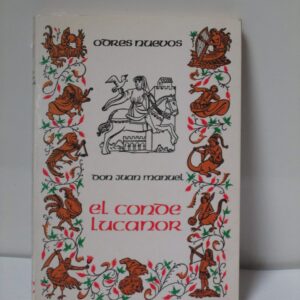 odres nuevos
don juan manuel
el conde
lucanor